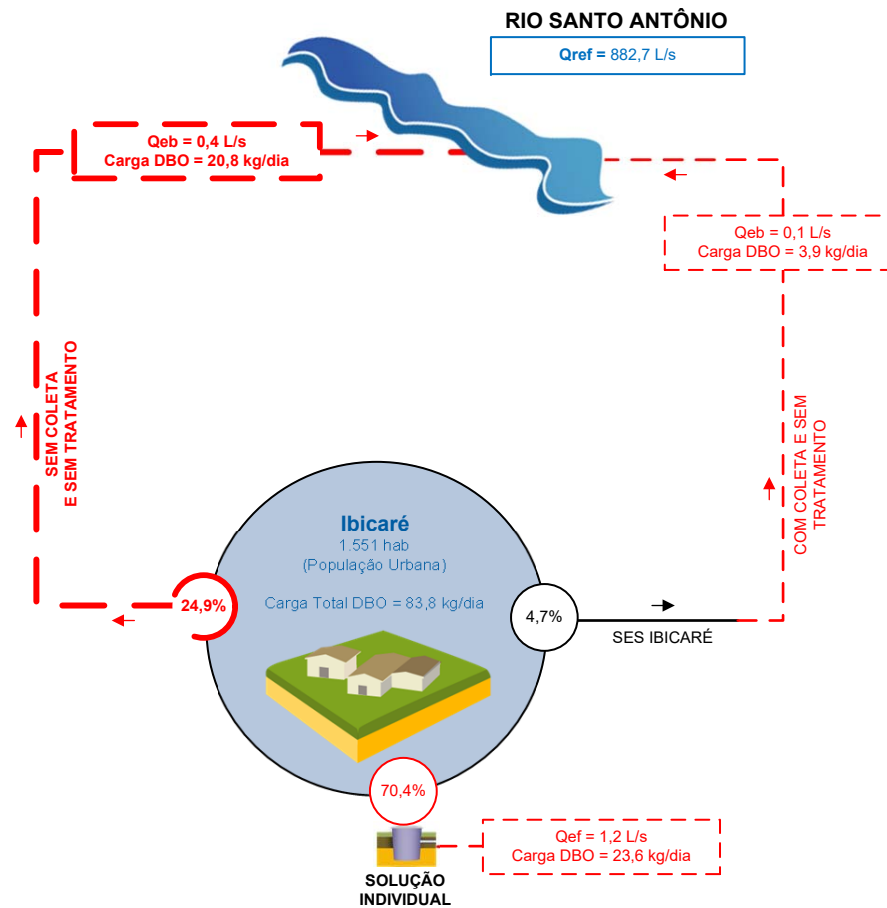 RIO SANTO ANTÔNIO
Qref = 882,7 L/s
Qeb = 0,4 L/s
Carga DBO = 20,8 kg/dia
Qeb = 0,1 L/s
Carga DBO = 3,9 kg/dia
SEM COLETA
E SEM TRATAMENTO
COM COLETA E SEM
TRATAMENTO
Ibicaré
1.551 hab
(População Urbana)
Carga Total DBO = 83,8 kg/dia
24,9%
4,7%
SES IBICARÉ
70,4%
Qef = 1,2 L/s
Carga DBO = 23,6 kg/dia
SOLUÇÃO
INDIVIDUAL